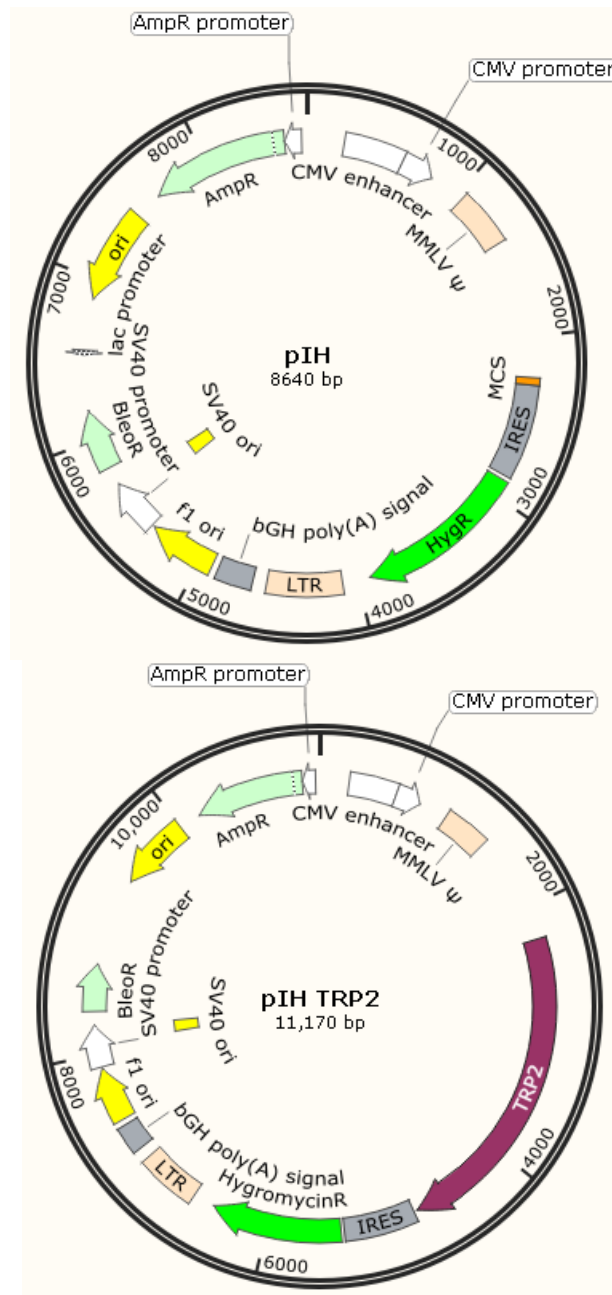 AmpR promoter
CMV promoter
8000
1000
AmpR
CMV enhancer
MMLV ψ
ori
7000
lac promoter
2000
pIH
8640 bp
MCS
SV40 promoter
SV40 ori
IRES
BleoR
6000
3000
f1 ori
bGH poly(A) signal
HygR
LTR
5000
4000
AmpR promoter
CMV promoter
10,000
AmpR
CMV enhancer
MMLV ψ
ori
2000
SV40 promoter
BleoR
SV40 ori
pIH TRP2
11,170 bp
TRP2
8000
f1 ori
bGH poly(A) signal
4000
LTR
HygromycinR
IRES
6000